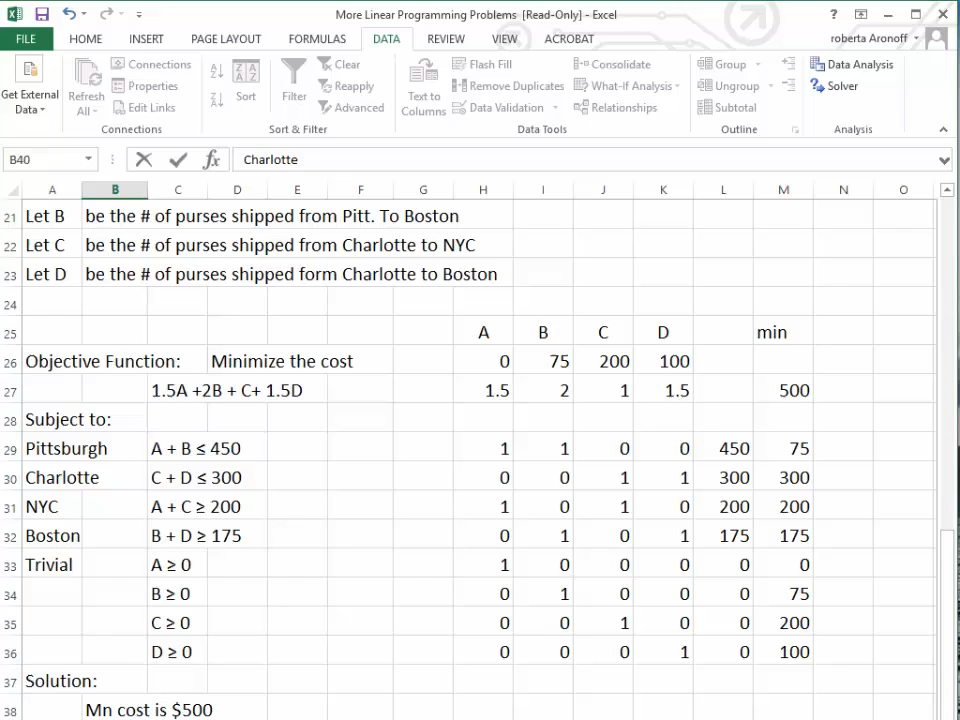 More Linear Programming Problems [Read-Only] - Excel
?
FILE HOME INSERT PAGE LAYOUT FORMULAS DATA REVIEW VIEW ACROBAT roberta Aronoff
Get External Data
Refresh All
Connections
Properties
Edit Links
Connections
Sort
Filter
Clear
Reapply
Advanced
Sort & Filter
Text to Columns
Flash Fill
Remove Duplicates
Data Validation
Consolidate
What-If Analysis
Relationships
Data Tools
Group
Ungroup
Subtotal
Outline
Data Analysis
Solver
Analysis
B40 fx Charlotte
A B C D E F G H I J K L M N O
21 Let B be the # of purses shipped from Pitt. To Boston
22 Let C be the # of purses shipped from Charlotte to NYC
23 Let D be the # of purses shipped form Charlotte to Boston
24
25 A B C D min
26 Objective Function: Minimize the cost 0 75 200 100
27 1.5A +2B + C+ 1.5D 1.5 2 1 1.5 500
28 Subject to:
29 Pittsburgh A + B ≤ 450 1 1 0 0 450 75
30 Charlotte C + D ≤ 300 0 0 1 1 300 300
31 NYC A + C ≥ 200 1 0 1 0 200 200
32 Boston B + D ≥ 175 0 1 0 1 175 175
33 Trivial A ≥ 0 1 0 0 0 0 0
34 B ≥ 0 0 1 0 0 0 75
35 C ≥ 0 0 0 1 0 0 200
36 D ≥ 0 0 0 0 1 0 100
37 Solution:
38 Mn cost is $500